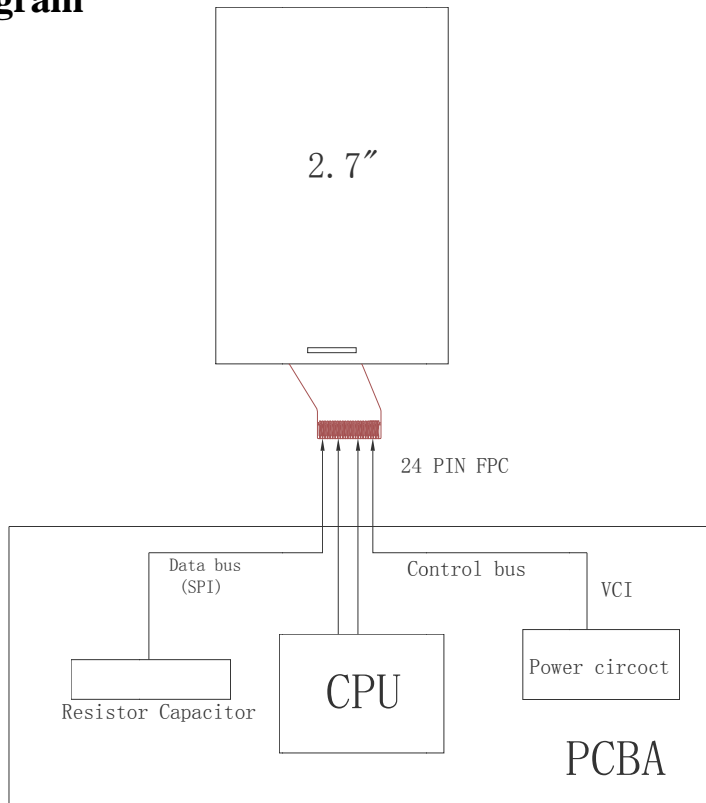 gram
2.7"
24 PIN FPC
Data bus
(SPI)
Control bus
VCI
CPU
Power circoct
Resistor Capacitor
PCBA